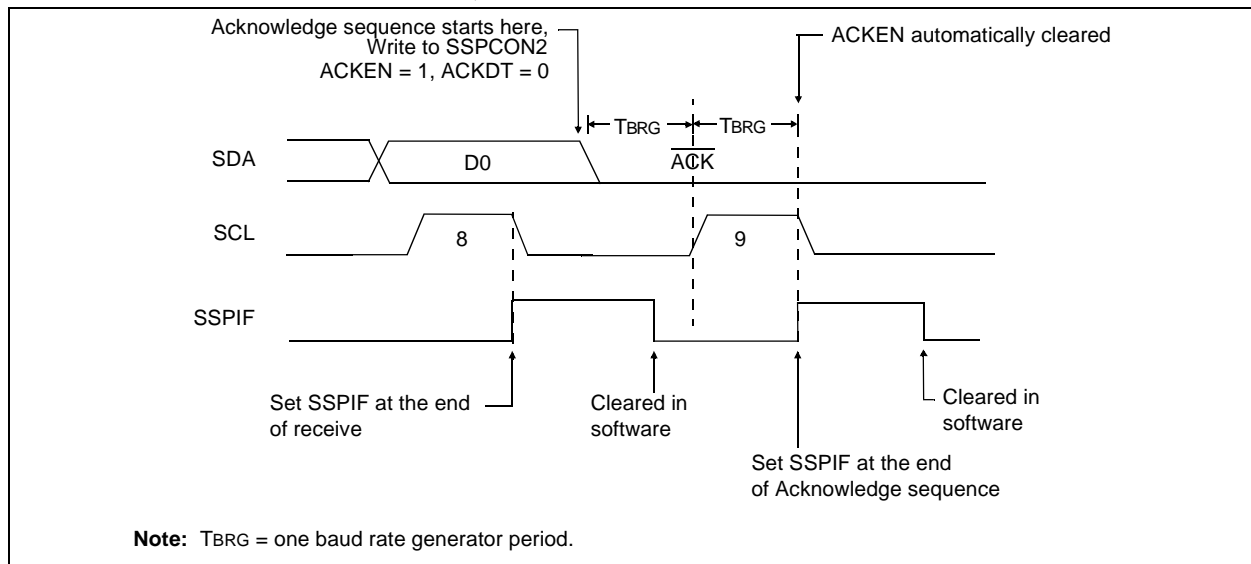 Acknowledge sequence starts here,
Write to SSPCON2
ACKEN = 1, ACKDT = 0
ACKEN automatically cleared
TBRG
TBRG
SDA
D0
ACK
SCL
8
9
SSPIF
Set SSPIF at the end
of receive
Cleared in
software
Cleared in
software
Set SSPIF at the end
of Acknowledge sequence
Note: TBRG = one baud rate generator period.